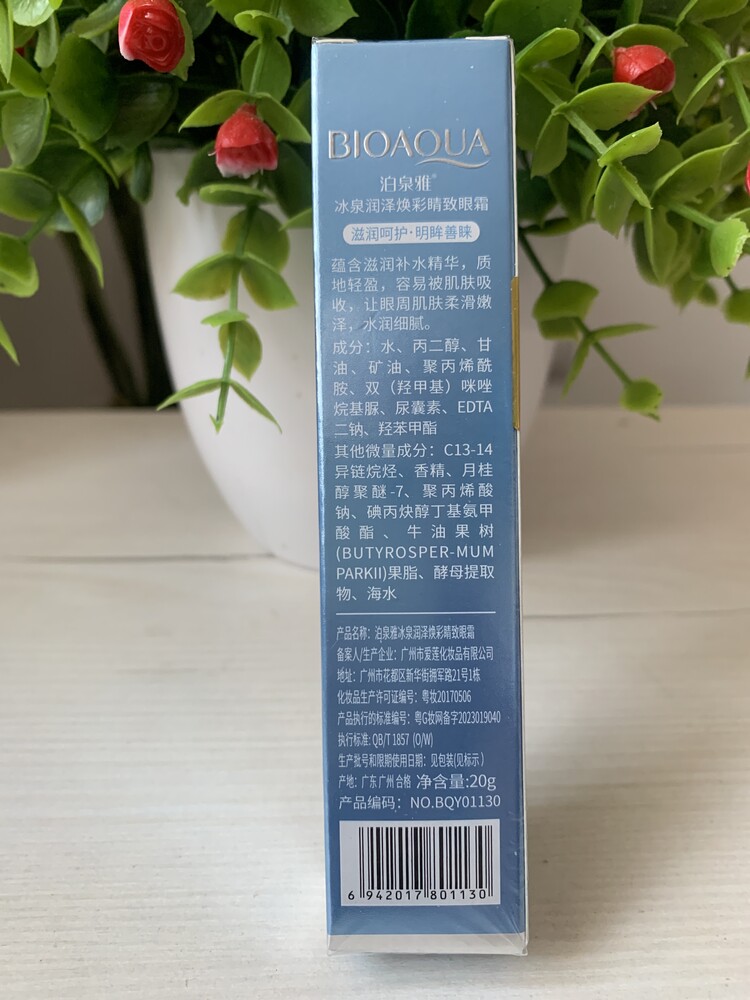 BIOAQUA
泊泉雅®
冰泉润泽焕彩睛致眼霜
滋润呵护·明眸善睐
蕴含滋润补水精华，质
地轻盈，容易被肌肤吸
收，让眼周肌肤柔滑嫩
泽，水润细腻。
成分：水、丙二醇、甘
油、矿油、聚丙烯酰
胺、双（羟甲基）咪唑
烷基脲、尿囊素、EDTA
二钠、羟苯甲酯
其他微量成分：C13-14
异链烷烃、香精、月桂
醇聚醚-7、聚丙烯酸
钠、碘丙炔醇丁基氨甲
酸酯、牛油果树
(BUTYROSPER-MUM
PARKII)果脂、酵母提取
物、海水
产品名称：泊泉雅冰泉润泽焕彩睛致眼霜
备案人/生产企业：广州市爱莲化妆品有限公司
地址：广州市花都区新华街拥军路21号1栋
化妆品生产许可证编号：粤妆20170506
产品执行的标准编号：粤G妆网备字2023019040
执行标准: QB/T 1857 (O/W)
生产批号和限期使用日期：见包装(见标示）
产地：广东 广州 合格 净含量:20g
产品编码：NO.BQY01130
6 942017 801130